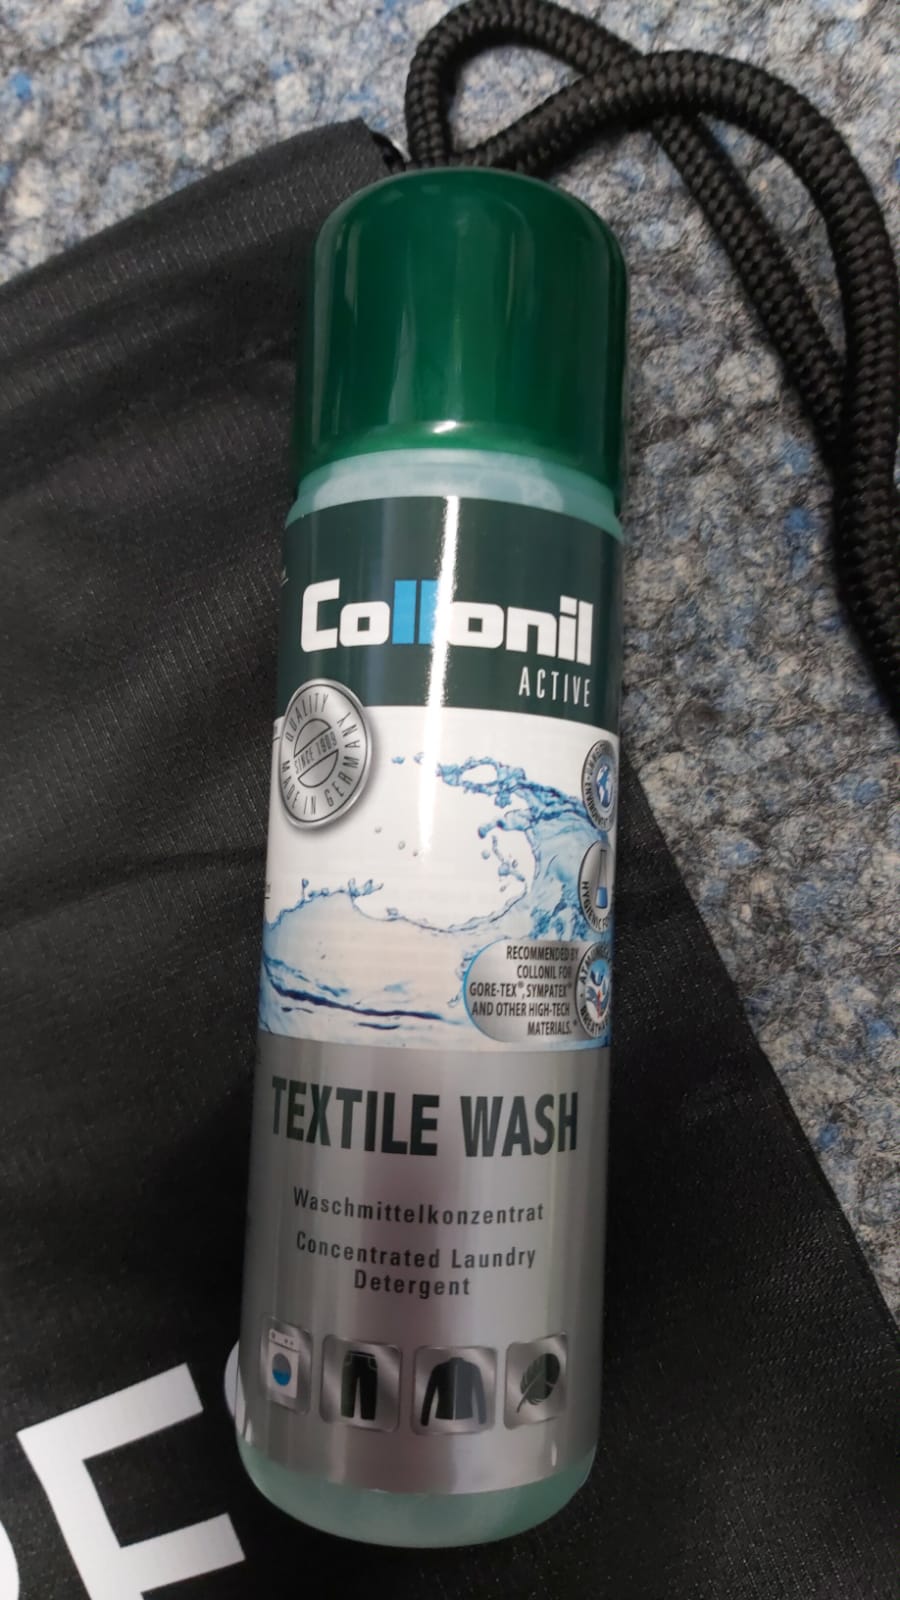 Collonil
ACTIVE
QUALITY
SINCE 1909
MADE IN GERMANY
HYGIENIC
RECOMMENDED BY
COLLONIL FOR
GORE-TEX®, SYMPATEX®
AND OTHER HIGH-TECH
MATERIALS.
TEXTILE WASH
Waschmittelkonzentrat
Concentrated Laundry
Detergent